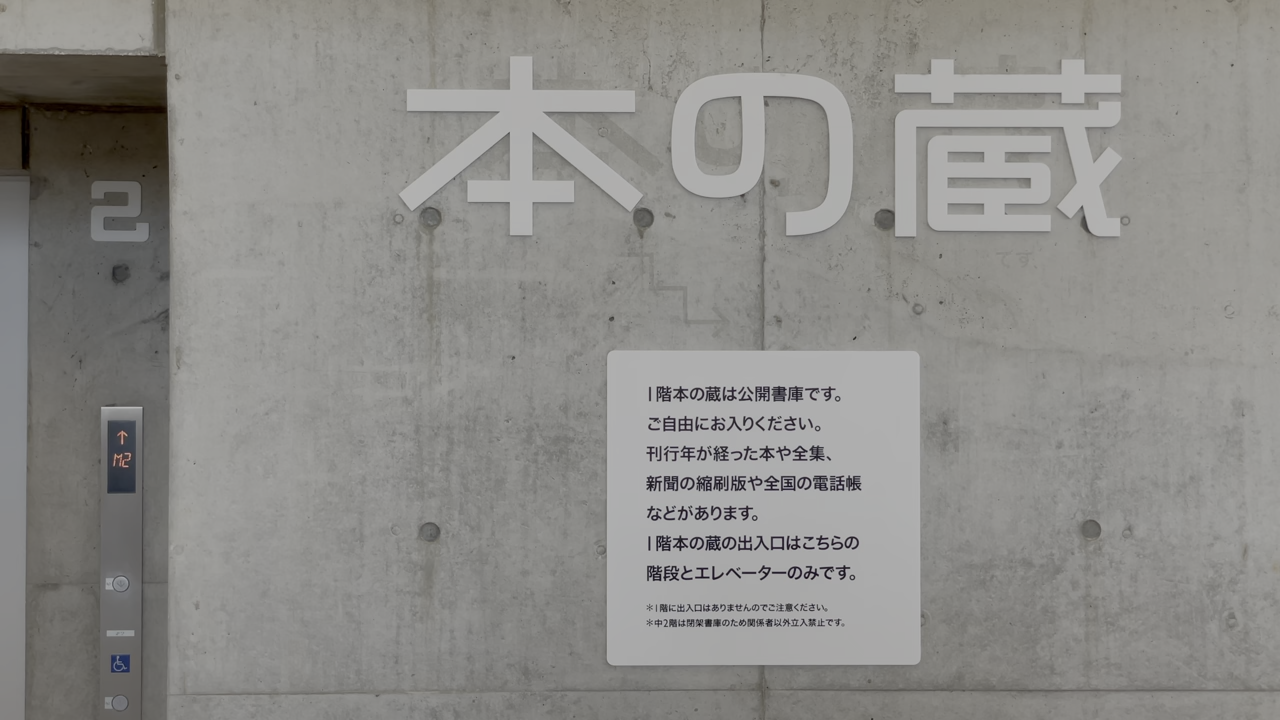 本の蔵
2
M2
1階本の蔵は公開書庫です。
ご自由にお入りください。
刊行年が経った本や全集、
新聞の縮刷版や全国の電話帳
などがあります。
1階本の蔵の出入口はこちらの
階段とエレベーターのみです。
＊1階に出入口はありませんのでご注意ください。
＊中2階は閉架書庫のため関係者以外立入禁止です。